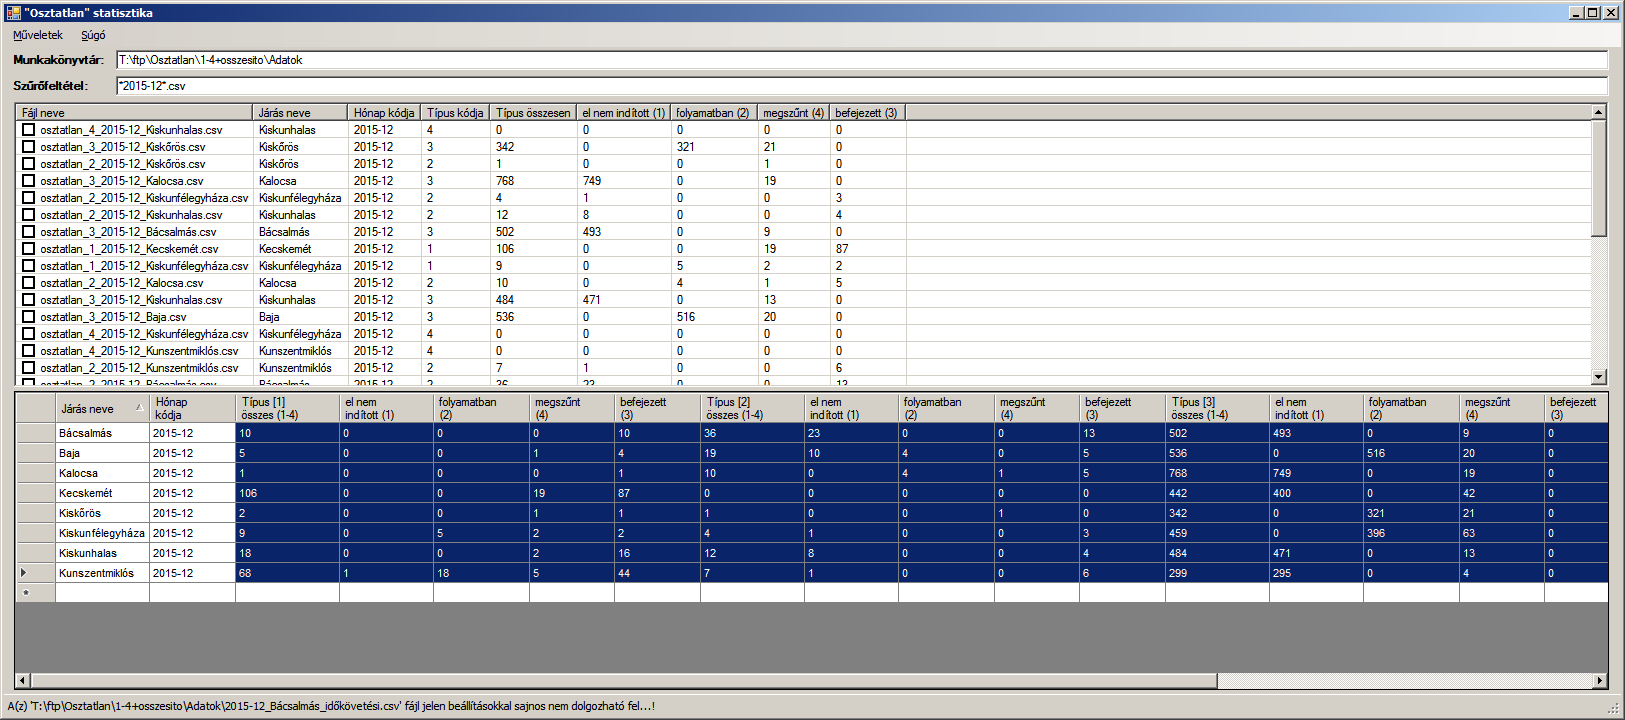 "Osztatlan" statisztika
Műveletek Súgó
Munkakönyvtár: T:\ftp\Osztatlan\1-4+osszesito\Adatok
Szűrőfeltétel: *2015-12*.csv
Fájl neve Járás neve Hónap kódja Típus kódja Típus összesen el nem indított (1) folyamatban (2) megszűnt (4) befejezett (3)
osztatlan_4_2015-12_Kiskunhalas.csv Kiskunhalas 2015-12 4 0 0 0 0 0
osztatlan_3_2015-12_Kiskőrös.csv Kiskőrös 2015-12 3 342 0 321 21 0
osztatlan_2_2015-12_Kiskőrös.csv Kiskőrös 2015-12 2 1 0 0 1 0
osztatlan_3_2015-12_Kalocsa.csv Kalocsa 2015-12 3 768 749 0 19 0
osztatlan_2_2015-12_Kiskunfélegyháza.csv Kiskunfélegyháza 2015-12 2 4 1 0 0 3
osztatlan_2_2015-12_Kiskunhalas.csv Kiskunhalas 2015-12 2 12 8 0 0 4
osztatlan_3_2015-12_Bácsalmás.csv Bácsalmás 2015-12 3 502 493 0 9 0
osztatlan_1_2015-12_Kecskemét.csv Kecskemét 2015-12 1 106 0 0 19 87
osztatlan_1_2015-12_Kiskunfélegyháza.csv Kiskunfélegyháza 2015-12 1 9 0 5 2 2
osztatlan_2_2015-12_Kalocsa.csv Kalocsa 2015-12 2 10 0 4 1 5
osztatlan_3_2015-12_Kiskunhalas.csv Kiskunhalas 2015-12 3 484 471 0 13 0
osztatlan_3_2015-12_Baja.csv Baja 2015-12 3 536 0 516 20 0
osztatlan_4_2015-12_Kiskunfélegyháza.csv Kiskunfélegyháza 2015-12 4 0 0 0 0 0
osztatlan_4_2015-12_Kunszentmiklós.csv Kunszentmiklós 2015-12 4 0 0 0 0 0
osztatlan_2_2015-12_Kunszentmiklós.csv Kunszentmiklós 2015-12 2 7 1 0 0 6
osztatlan_2_2015-12_Bácsalmás.csv Bácsalmás 2015-12 2 36 23 0 0 13
Járás neve Hónap kódja Típus [1] összes (1-4) el nem indított (1) folyamatban (2) megszűnt (4) befejezett (3) Típus [2] összes (1-4) el nem indított (1) folyamatban (2) megszűnt (4) befejezett (3) Típus [3] összes (1-4) el nem indított (1) folyamatban (2) megszűnt (4) befejezett (3)
Bácsalmás 2015-12 10 0 0 0 10 36 23 0 0 13 502 493 0 9 0
Baja 2015-12 5 0 0 1 4 19 10 4 0 5 536 0 516 20 0
Kalocsa 2015-12 1 0 0 0 1 10 0 4 1 5 768 749 0 19 0
Kecskemét 2015-12 106 0 0 19 87 0 0 0 0 0 442 400 0 42 0
Kiskőrös 2015-12 2 0 0 1 1 1 0 0 1 0 342 0 321 21 0
Kiskunfélegyháza 2015-12 9 0 5 2 2 4 1 0 0 3 459 0 396 63 0
Kiskunhalas 2015-12 18 0 0 2 16 12 8 0 0 4 484 471 0 13 0
Kunszentmiklós 2015-12 68 1 18 5 44 7 1 0 0 6 299 295 0 4 0
A(z) 'T:\ftp\Osztatlan\1-4+osszesito\Adatok\2015-12_Bácsalmás_időkövetési.csv' fájl jelen beállításokkal sajnos nem dolgozható fel...!